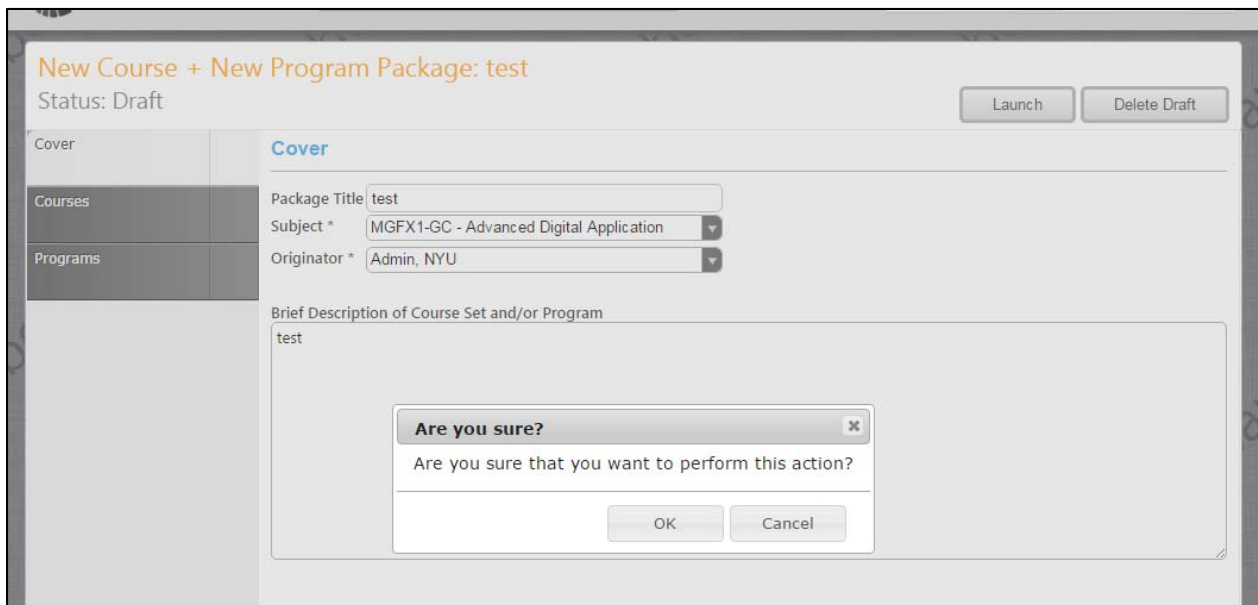 New Course + New Program Package: test
Status: Draft
Launch
Delete Draft
Cover
Courses
Programs
Cover
Package Title test
Subject * MGFX1-GC - Advanced Digital Application
Originator * Admin, NYU
Brief Description of Course Set and/or Program
test
Are you sure?
Are you sure that you want to perform this action?
OK
Cancel